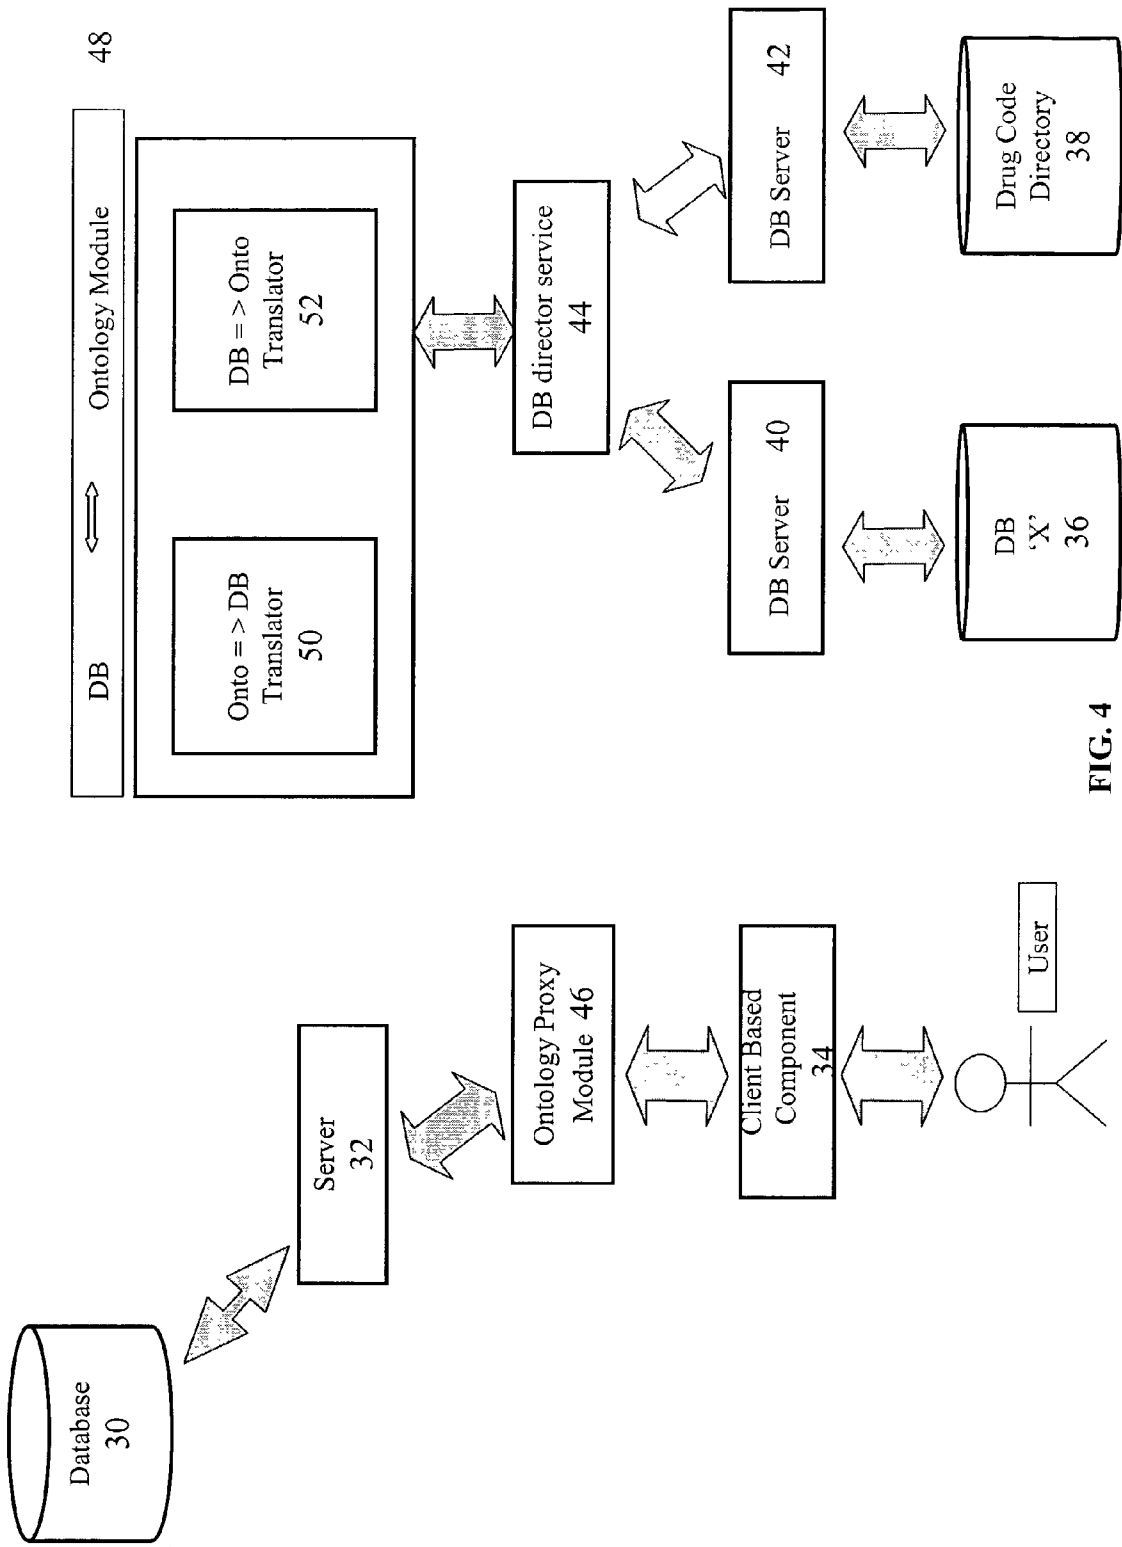 Database
30
Server
32
Ontology Proxy
Module 46
Client Based
Component
34
User
DB ⇔ Ontology Module 48
Onto = > DB
Translator
50
DB = > Onto
Translator
52
DB director service
44
DB Server 40
DB Server 42
DB
‘X’
36
Drug Code
Directory
38
FIG. 4